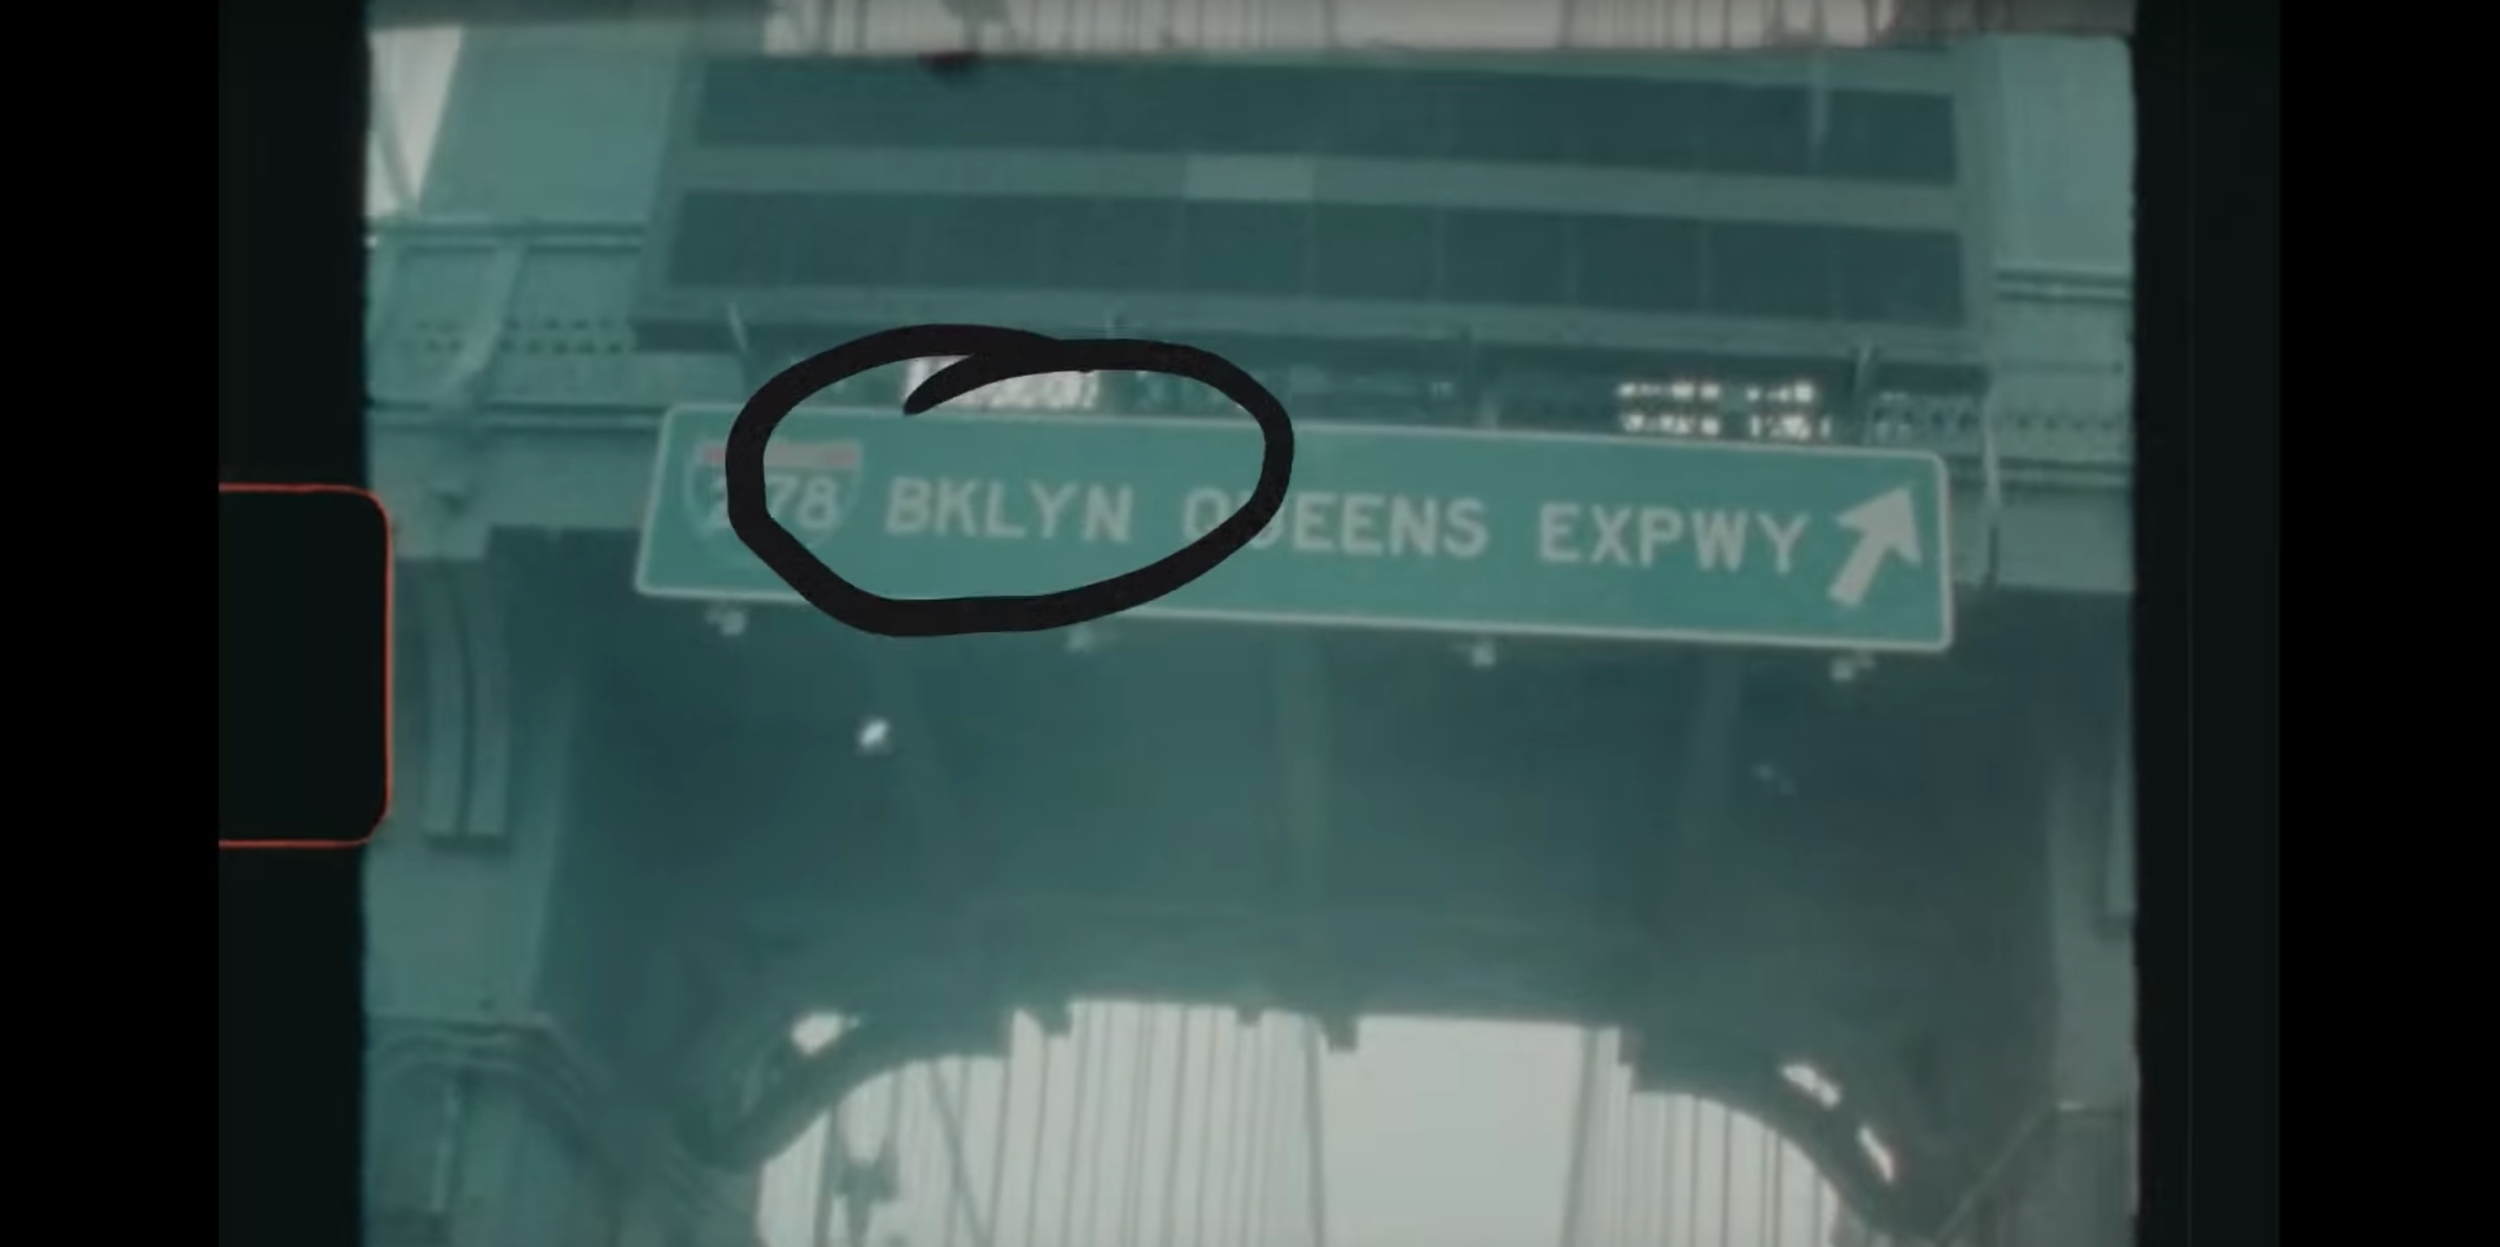 278 BKLYN QUEENS EXPWY